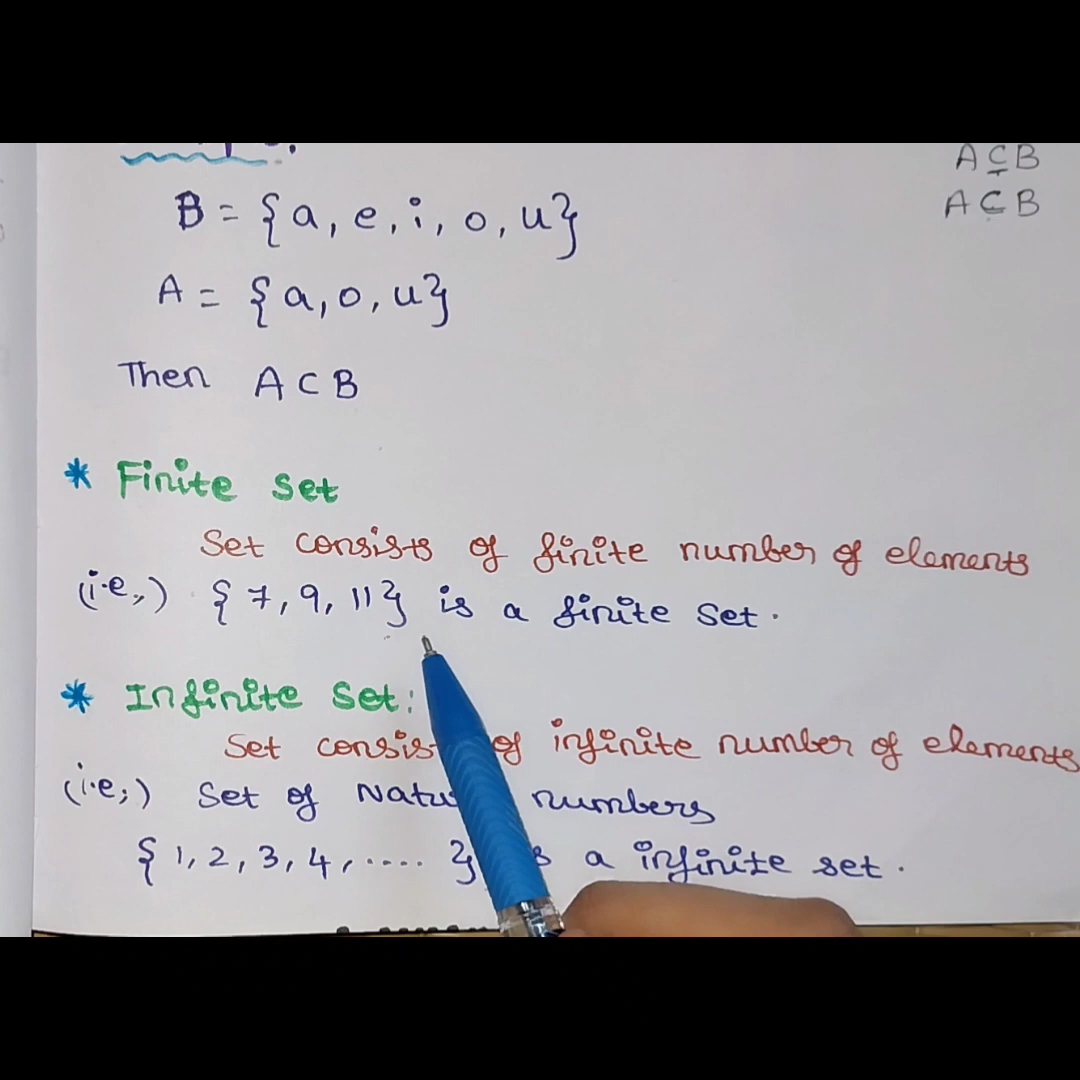 A ⊆ B
A ⊂ B
B = {a, e, i, o, u}
A = {a, o, u}
Then A ⊂ B
* Finite Set
Set consists of finite number of elements
(i.e.,) {7, 9, 11} is a finite set.
* Infinite Set:
Set consis of infinite number of elements
(i.e;) Set of Natu numbers
{1, 2, 3, 4, .... } a infinite set.